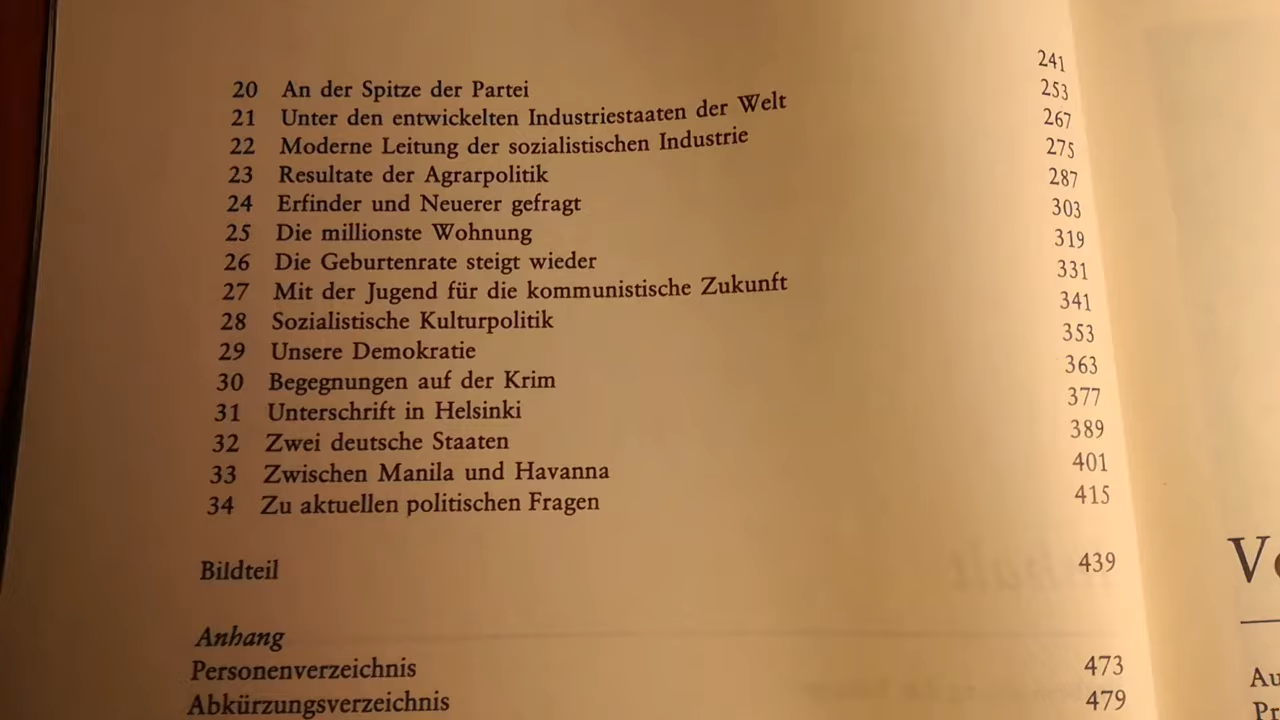 20 An der Spitze der Partei 241
21 Unter den entwickelten Industriestaaten der Welt 253
22 Moderne Leitung der sozialistischen Industrie 267
23 Resultate der Agrarpolitik 275
24 Erfinder und Neuerer gefragt 287
25 Die millionste Wohnung 303
26 Die Geburtenrate steigt wieder 319
27 Mit der Jugend für die kommunistische Zukunft 331
28 Sozialistische Kulturpolitik 341
29 Unsere Demokratie 353
30 Begegnungen auf der Krim 363
31 Unterschrift in Helsinki 377
32 Zwei deutsche Staaten 389
33 Zwischen Manila und Havanna 401
34 Zu aktuellen politischen Fragen 415
Bildteil 439
Anhang
Personenverzeichnis 473
Abkürzungsverzeichnis 479